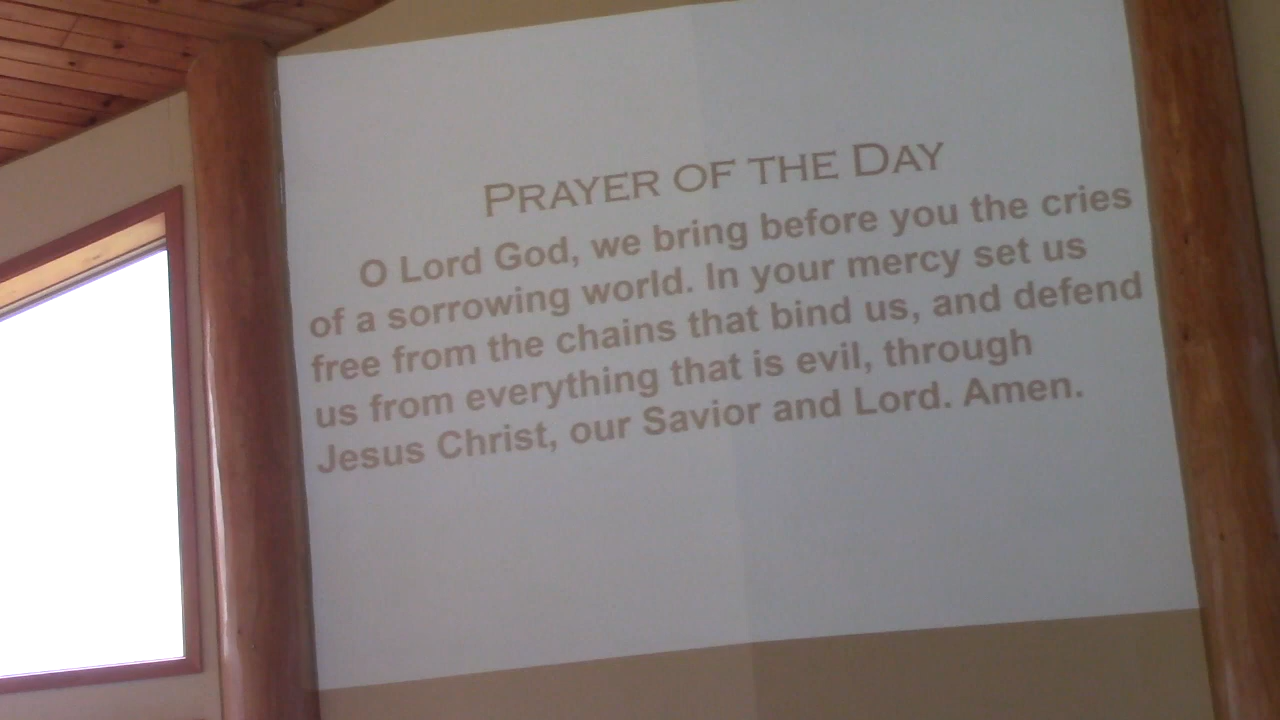 PRAYER OF THE DAY
O Lord God, we bring before you the cries
of a sorrowing world. In your mercy set us
free from the chains that bind us, and defend
us from everything that is evil, through
Jesus Christ, our Savior and Lord. Amen.